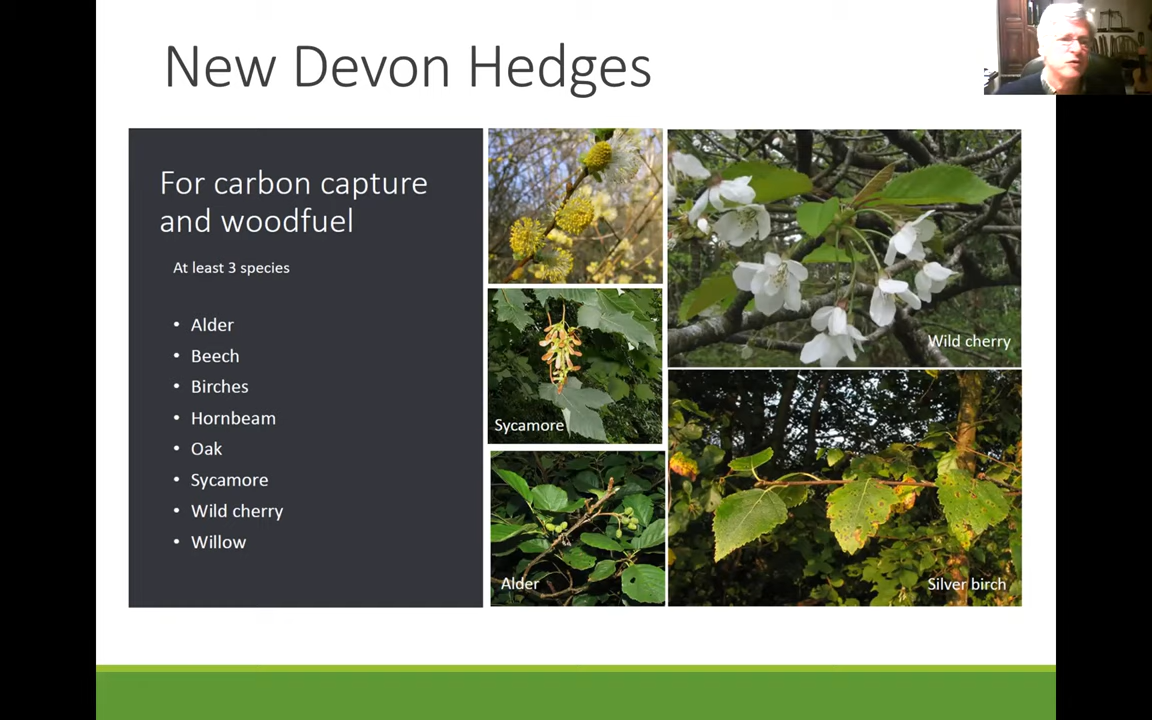 New Devon Hedges
For carbon capture
and woodfuel
At least 3 species
• Alder
• Beech
• Birches
• Hornbeam
• Oak
• Sycamore
• Wild cherry
• Willow
Wild cherry
Sycamore
Alder
Silver birch